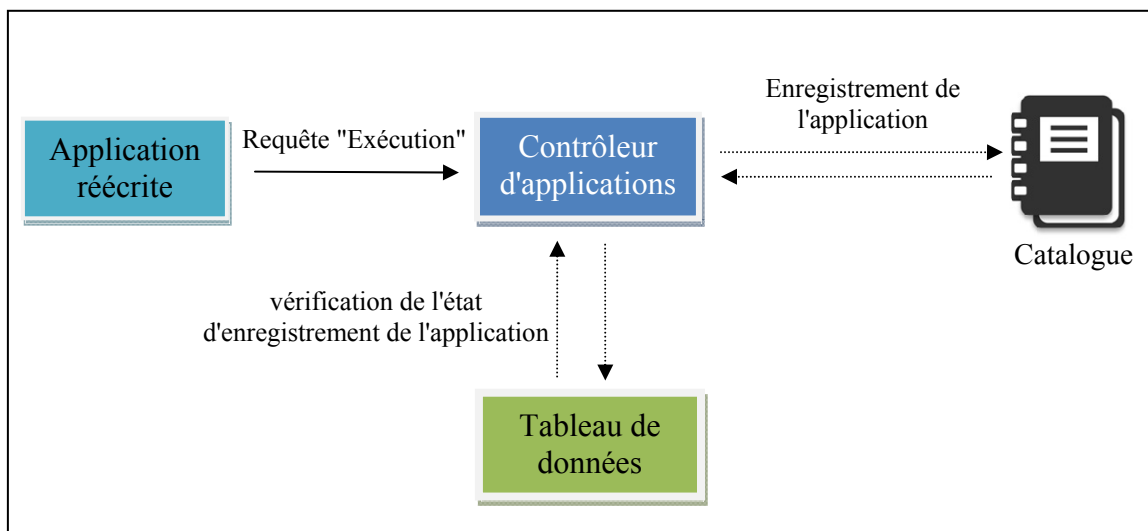 Enregistrement de
l'application
Application
réécrite
Requête "Exécution"
Contrôleur
d'applications
Catalogue
vérification de l'état
d'enregistrement de l'application
Tableau de
données